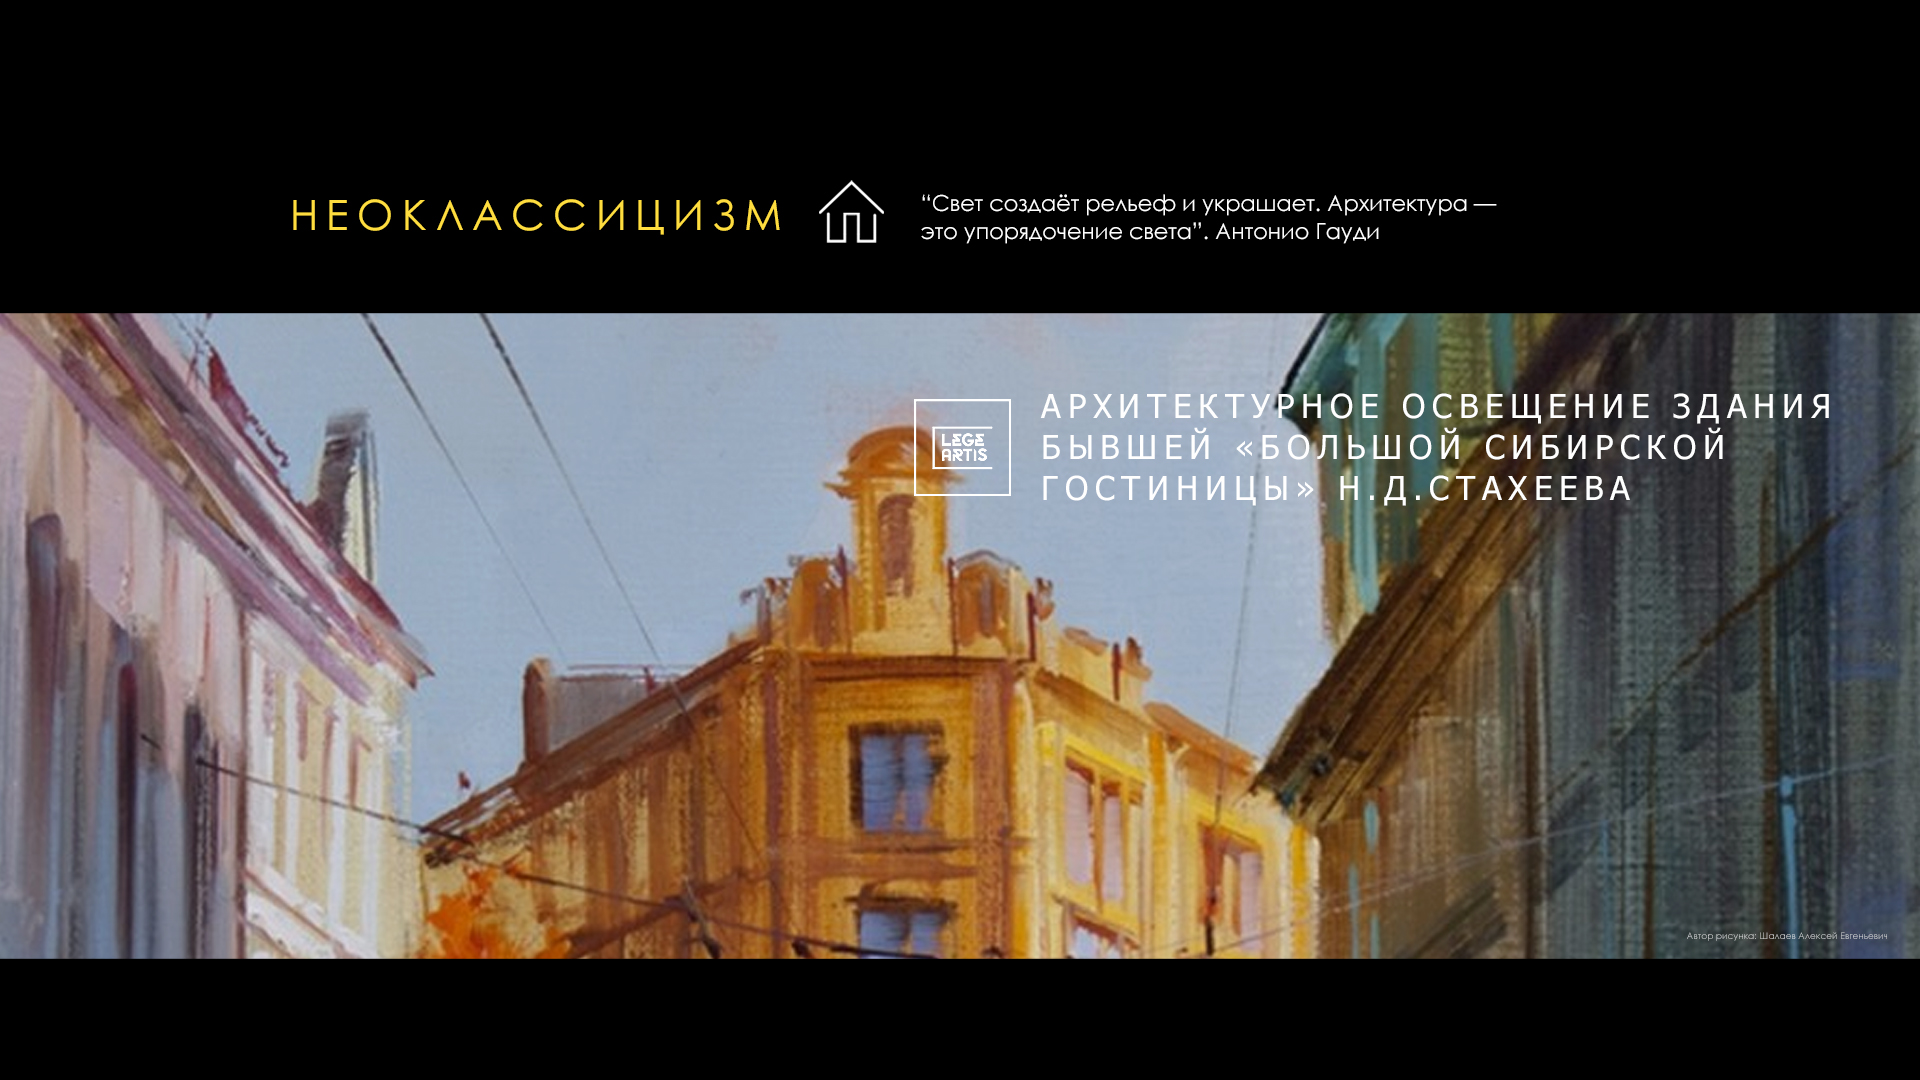 НЕОКЛАССИЦИЗМ
“Свет создаёт рельеф и украшает. Архитектура —
это упорядочение света”. Антонио Гауди
LEGE
ARTIS
АРХИТЕКТУРНОЕ ОСВЕЩЕНИЕ ЗДАНИЯ
БЫВШЕЙ «БОЛЬШОЙ СИБИРСКОЙ
ГОСТИНИЦЫ» Н.Д.СТАХЕЕВА
Автор рисунка: Шалаев Алексей Евгеньевич